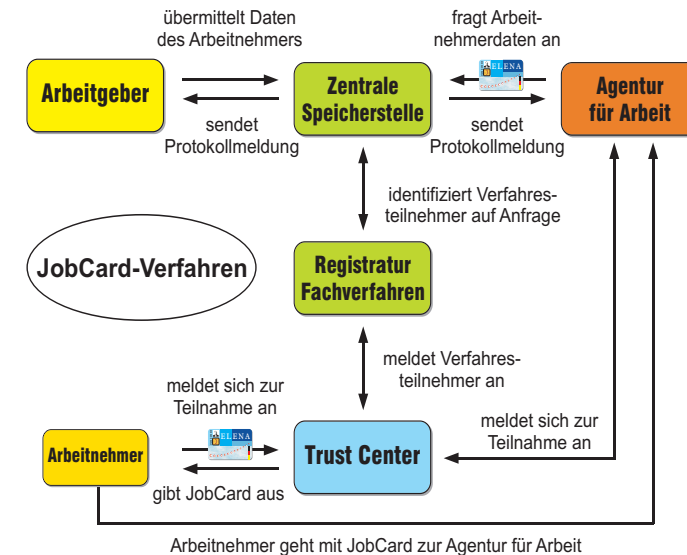 übermittelt Daten
des Arbeitnehmers
fragt Arbeit-
nehmerdaten an
ELENA
Arbeitgeber
Zentrale
Speicherstelle
Agentur
für Arbeit
sendet
Protokollmeldung
sendet
Protokollmeldung
identifiziert Verfahres-
teilnehmer auf Anfrage
JobCard-Verfahren
Registratur
Fachverfahren
meldet Verfahres-
teilnehmer an
meldet sich zur
Teilnahme an
ELENA
meldet sich zur
Teilnahme an
Arbeitnehmer
Trust Center
gibt JobCard aus
Arbeitnehmer geht mit JobCard zur Agentur für Arbeit